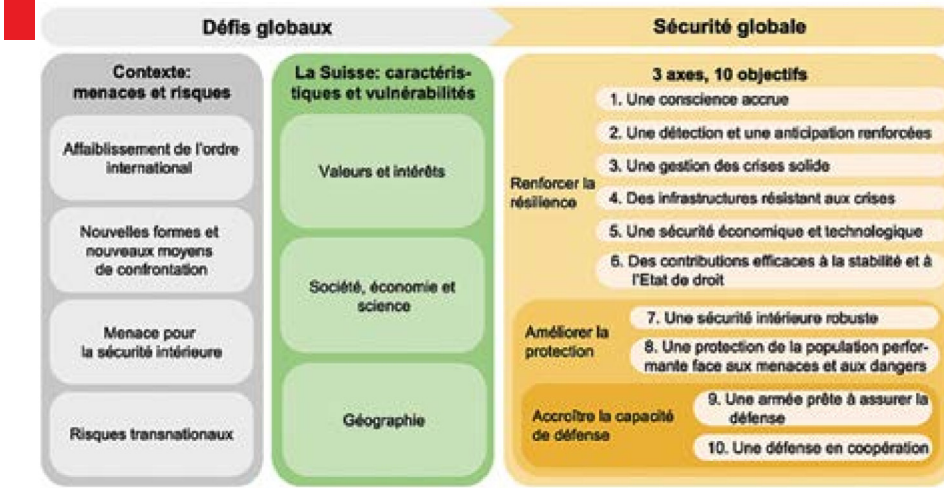 Défis globaux
Sécurité globale
Contexte:
menaces et risques
Affaiblissement de l'ordre
international
Nouvelles formes et
nouveaux moyens
de confrontation
Menace pour
la sécurité intérieure
Risques transnationaux
La Suisse: caractéris-
tiques et vulnérabilités
Valeurs et intérêts
Société, économie et
science
Géographie
3 axes, 10 objectifs
Renforcer la
résilience
1. Une conscience accrue
2. Une détection et une anticipation renforcées
3. Une gestion des crises solide
4. Des infrastructures résistant aux crises
5. Une sécurité économique et technologique
6. Des contributions efficaces à la stabilité et à
l'Etat de droit
Améliorer la
protection
7. Une sécurité intérieure robuste
8. Une protection de la population perfor-
mante face aux menaces et aux dangers
Accroître la capacité
de défense
9. Une armée prête à assurer la
défense
10. Une défense en coopération